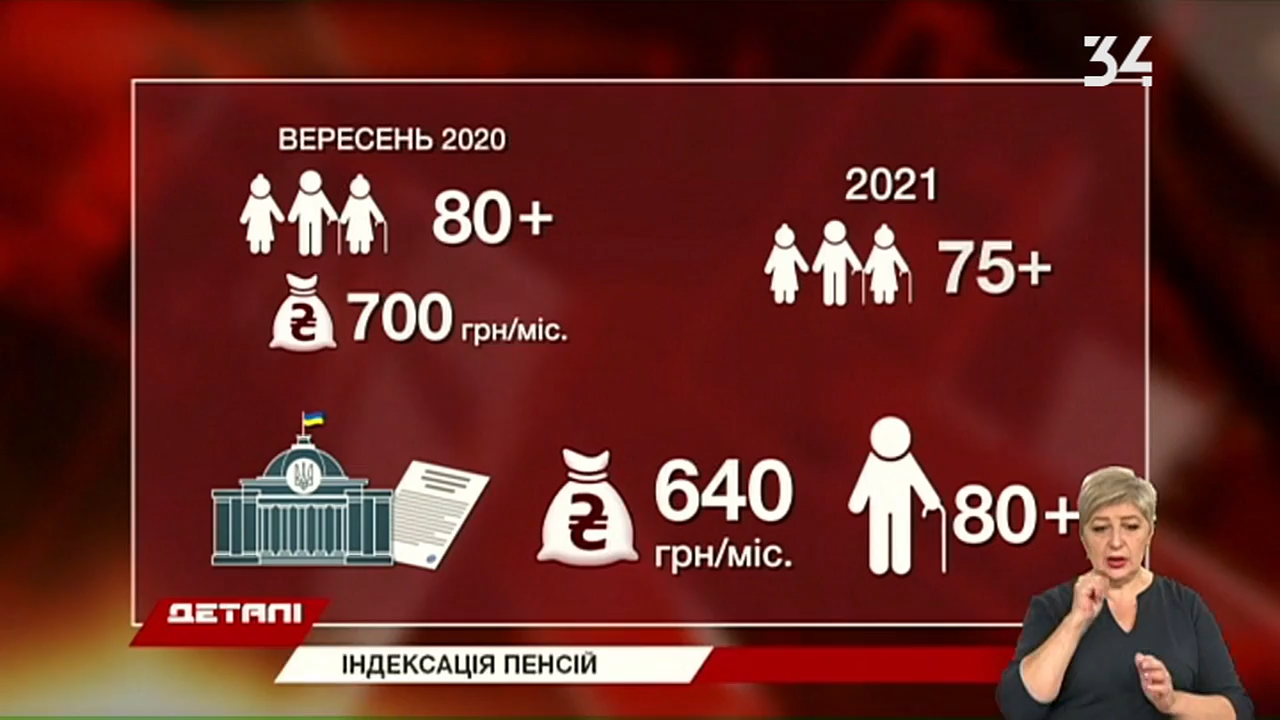 34
ВЕРЕСЕНЬ 2020
80+
₴ 700 грн/міс.
2021
75+
₴ 640
грн/міс.
80+
ДЕТАЛІ
ІНДЕКСАЦІЯ ПЕНСІЙ